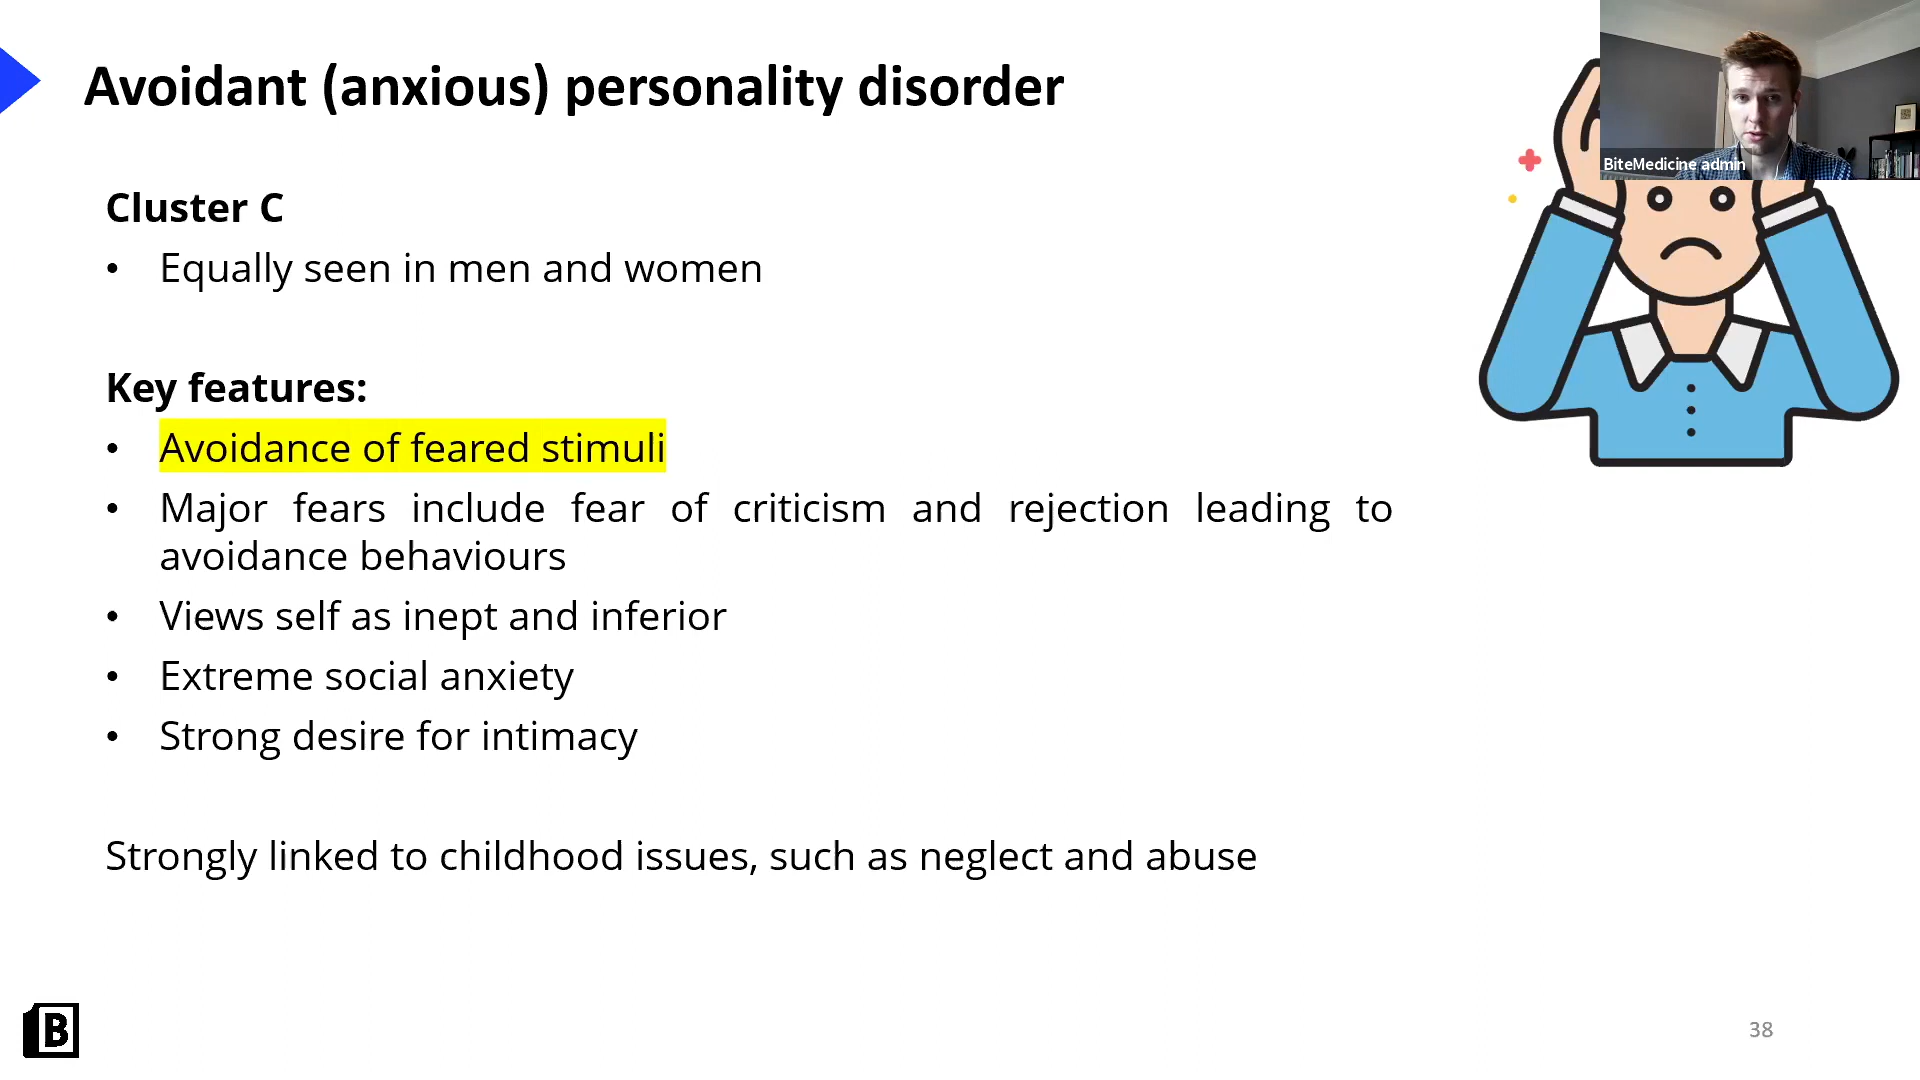 Avoidant (anxious) personality disorder
BiteMedicine admin
Cluster C
• Equally seen in men and women
Key features:
• Avoidance of feared stimuli
• Major fears include fear of criticism and rejection leading to
avoidance behaviours
• Views self as inept and inferior
• Extreme social anxiety
• Strong desire for intimacy
Strongly linked to childhood issues, such as neglect and abuse
B
38